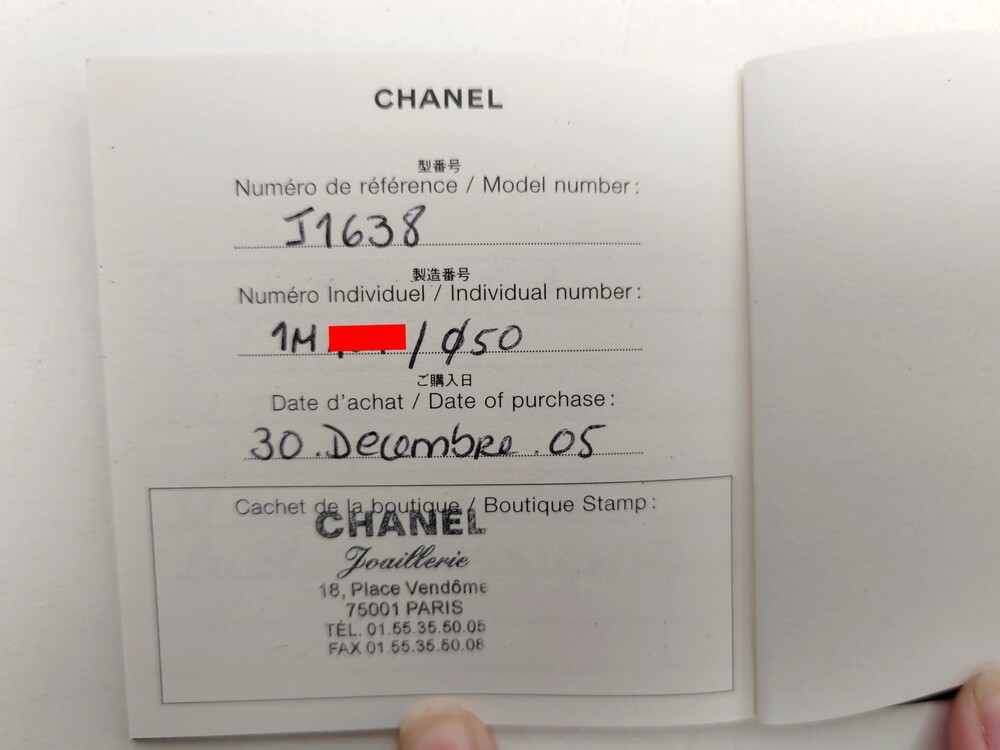 CHANEL
型番号
Numéro de référence / Model number:
J1638
製造番号
Numéro Individuel / Individual number:
1M / 050
ご購入日
Date d'achat / Date of purchase:
30.Decembre.05
Cachet de la boutique / Boutique Stamp:
CHANEL
Joaillerie
18, Place Vendôme
75001 PARIS
TÉL. 01.55.35.50.05
FAX 01.55.35.50.06